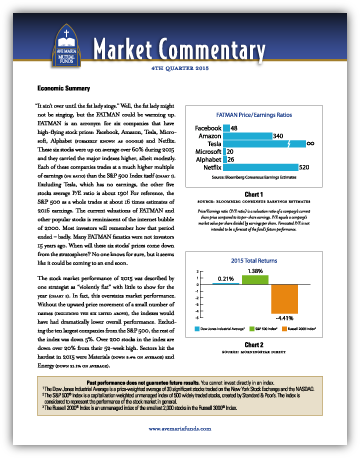 AVE MARIA
MUTUAL
FUNDS
Market Commentary
4TH QUARTER 2015
Economic Summary
"It ain't over until the fat lady sings." Well, the fat lady might
not be singing, but the FATMAN could be warming up.
FATMAN is an acronym for six companies that have
high-flying stock prices: Facebook, Amazon, Tesla, Micro-
soft, Alphabet (FORMERLY KNOWN AS GOOGLE) and Netflix.
These six stocks were up on average over 60% during 2015
and they carried the major indexes higher, albeit modestly.
Each of these companies trades at a much higher multiple
of earnings (PE RATIO) than the S&P 500 Index itself (CHART 1).
Excluding Tesla, which has no earnings, the other five
stocks average P/E ratio is about 190! For reference, the
S&P 500 as a whole trades at about 16 times estimates of
2016 earnings. The current valuations of FATMAN and
other popular stocks is reminiscent of the internet bubble
of 2000. Most investors will remember how that period
ended – badly. Many FATMAN fanatics were not investors
15 years ago. When will these six stocks' prices come down
from the stratosphere? No one knows for sure, but it seems
like it could be coming to an end soon.
The stock market performance of 2015 was described by
one strategist as "violently flat" with little to show for the
year (CHART 2). In fact, this overstates market performance.
Without the upward price movement of a small number of
names (INCLUDING THE SIX LISTED ABOVE), the indexes would
have had dramatically lower overall performance. Exclud-
ing the ten largest companies from the S&P 500, the rest of
the index was down 5%. Over 200 stocks in the index are
down over 20% from their 52-week high. Sectors hit the
hardest in 2015 were Materials (DOWN 8.4% ON AVERAGE) and
Energy (DOWN 21.1% ON AVERAGE).
FATMAN Price/Earnings Ratios
Facebook 48
Amazon 340
Tesla ∞
Microsoft 20
Alphabet 26
Netflix 520
Source: Bloomberg Consensus Earnings Estimates
Chart 1
SOURCE: BLOOMBERG CONSENSUS EARNINGS ESTIMATES
Price/Earnings ratio (P/E ratio) is a valuation ratio of a company's current
share price compared to its per-share earnings. P/E equals a company's
market value per share divided by earnings per share. Forecasted P/E is not
intended to be a forecast of the fund's future performance.
2015 Total Returns
0.21%
1.38%
-4.41%
Dow Jones Industrial Average¹ S&P 500 Index² Russell 2000 Index³
Chart 2
SOURCE: MORNINGSTAR DIRECT
Past performance does not guarantee future results. You cannot invest directly in an index.
¹ The Dow Jones Industrial Average is a price-weighted average of 30 significant stocks traded on the New York Stock Exchange and the NASDAQ.
² The S&P 500® Index is a capitalization weighted unmanaged index of 500 widely traded stocks, created by Standard & Poor's. The index is
considered to represent the performance of the stock market in general.
³ The Russell 2000® Index is an unmanaged index of the smallest 2,000 stocks in the Russell 3000® Index.
www.avemariafunds.com